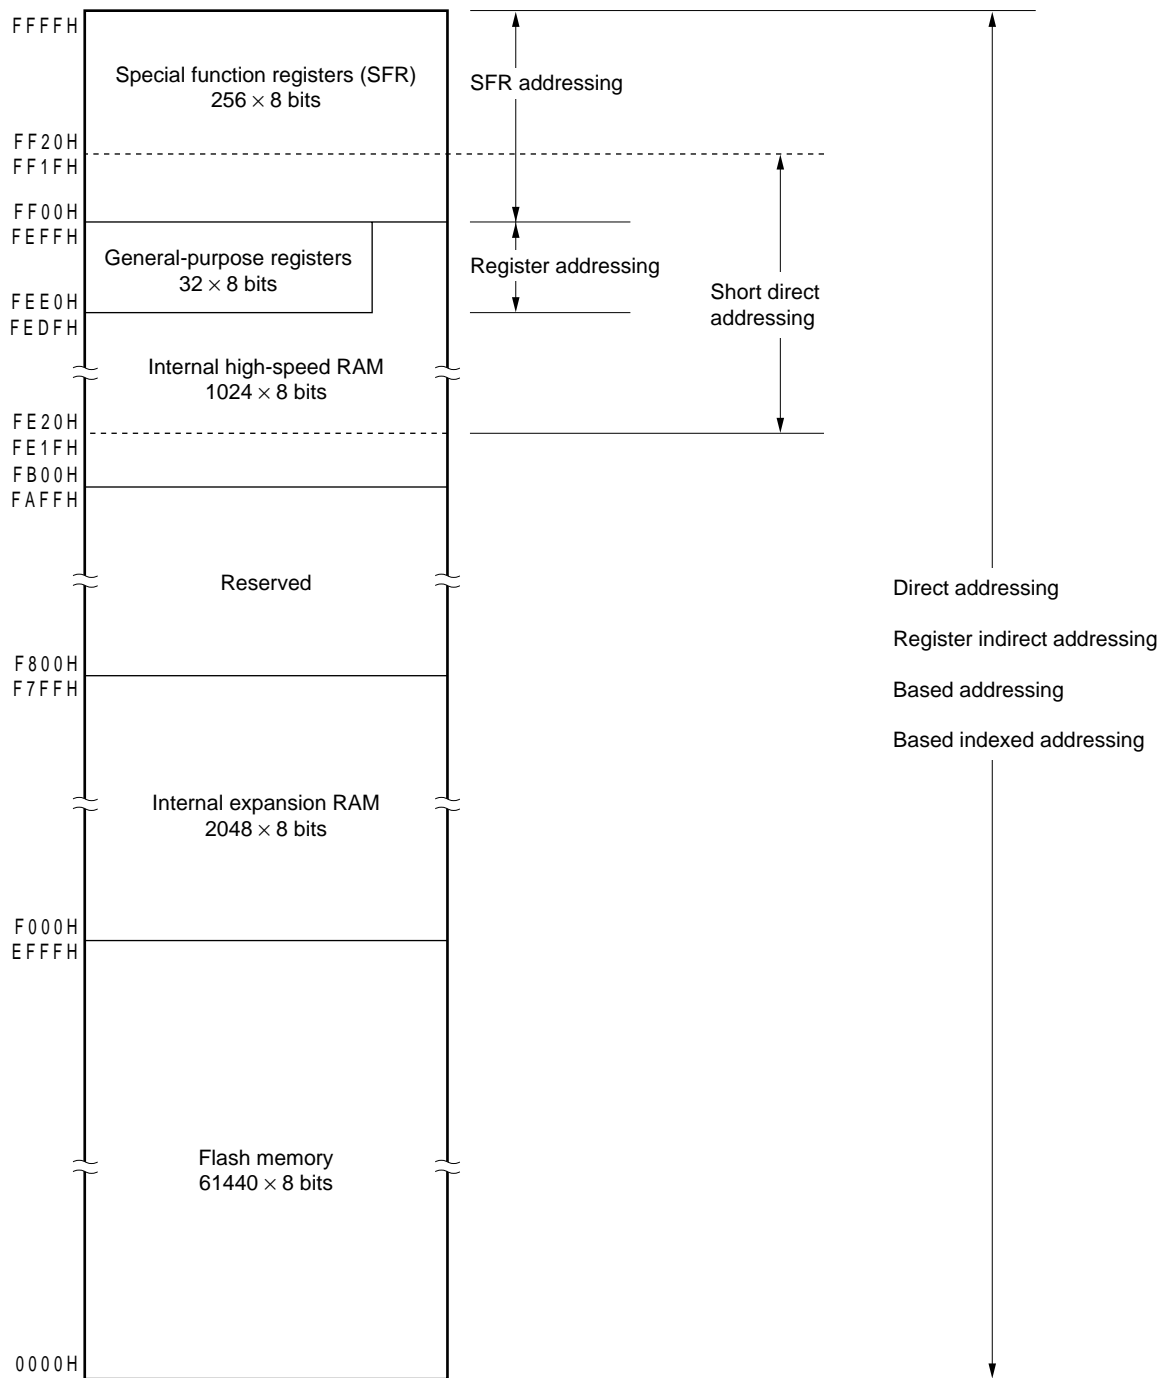 FFFFH
Special function registers (SFR)
256 × 8 bits
SFR addressing
FF20H
FF1FH
FF00H
FEFFH
General-purpose registers
32 × 8 bits
Register addressing
Short direct
addressing
FEE0H
FEDFH
Internal high-speed RAM
1024 × 8 bits
FE20H
FE1FH
FB00H
FAFFH
Reserved
Direct addressing
Register indirect addressing
Based addressing
Based indexed addressing
F800H
F7FFH
Internal expansion RAM
2048 × 8 bits
F000H
EFFFH
Flash memory
61440 × 8 bits
0000H